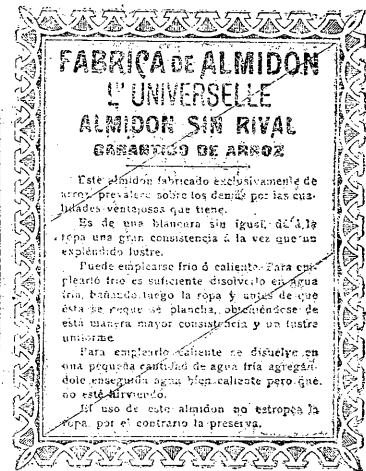 FABRICA DE ALMIDON
L' UNIVERSELLE
ALMIDON SIN RIVAL
GARANTIDO DE ARROZ
Este almidon fabricado exclusivamente de
arroz prevalere sobre los demás por las cua-
lidades ventajosas que tiene.
Es de una blancura sin igual, dá á la
ropa una gran consistencia á la vez que un
expléndido lustre.
Puede emplearse frio ó caliente. Para em-
plearlo frio es suficiente disolverlo en agua
fria, bañando luego la ropa y antes de que
ésta se seque se plancha, obteniéndose de
esta manera mayor consistencia y un lustre
uniforme.
Para emplearlo caliente se disuelve en
una pequeña cantidad de agua fria agregán-
dole enseguida agua bien caliente pero que
no esté hirviendo.
El uso de este almidon no estropea la
ropa, por el contrario la preserva.